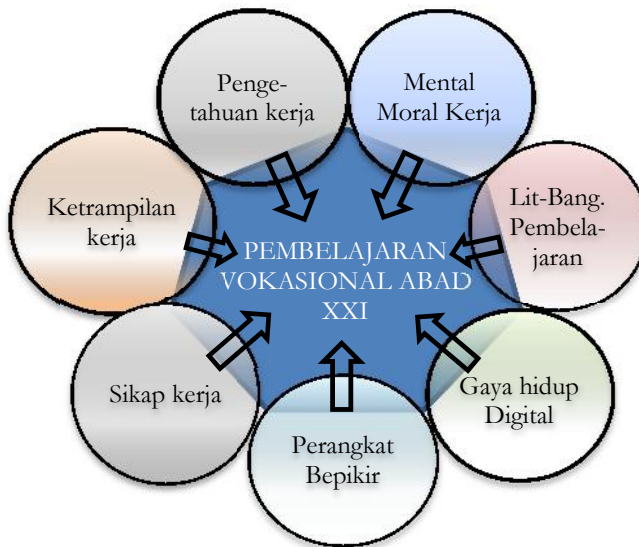 Penge-
tahuan kerja
Mental
Moral Kerja
Ketrampilan
kerja
Lit-Bang.
Pembela-
jaran
PEMBELAJARAN
VOKASIONAL ABAD
XXI
Sikap kerja
Gaya hidup
Digital
Perangkat
Bepikir